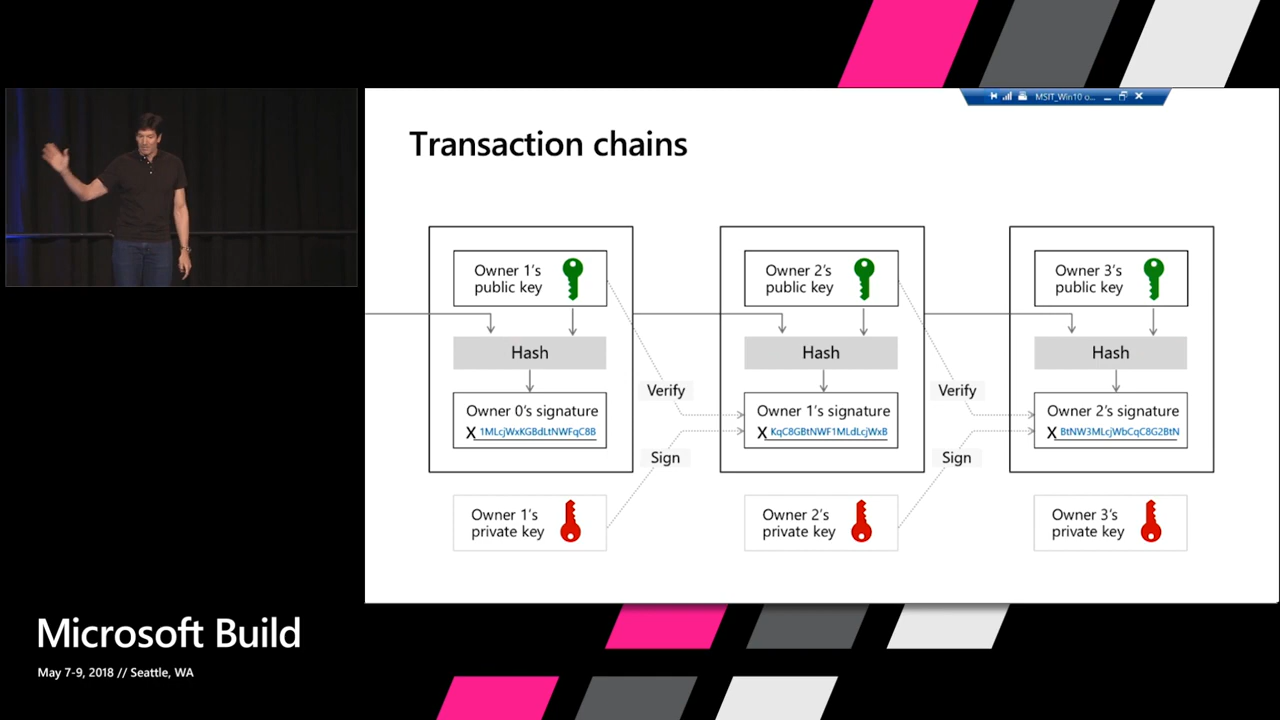 MSIT_Win10 o...
Transaction chains
Owner 1's
public key
Owner 2's
public key
Owner 3's
public key
Hash
Hash
Hash
Verify
Verify
Owner 0's signature
X 1MLcjWxKGBdLtNWFqC8B
Owner 1's signature
X KqC8GBtNWF1MLdLcjWxB
Owner 2's signature
X BtNW3MLcjWbCqC8G2BtN
Sign
Sign
Owner 1's
private key
Owner 2's
private key
Owner 3's
private key
Microsoft Build
May 7-9, 2018 // Seattle, WA